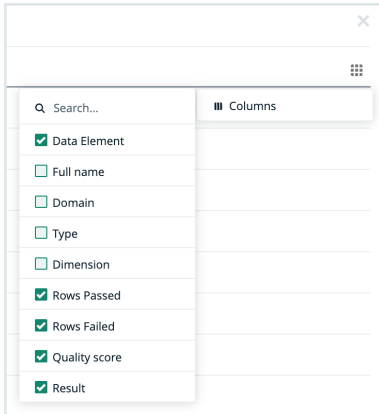 Search...
Columns
Data Element
Full name
Domain
Type
Dimension
Rows Passed
Rows Failed
Quality score
Result